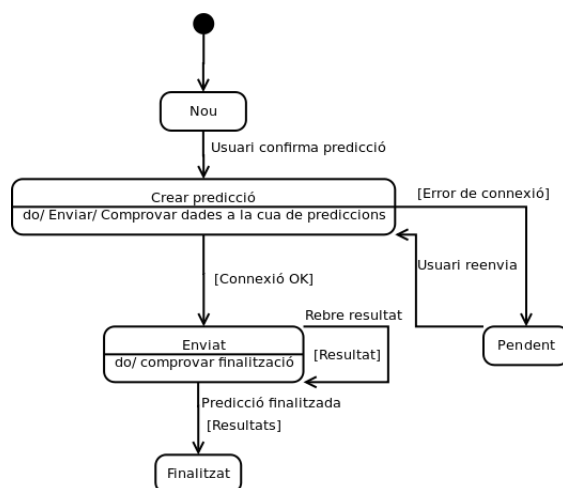 Nou
Usuari confirma predicció
Crear predicció
[Error de connexió]
do/ Enviar/ Comprovar dades a la cua de prediccions
Usuari reenvia
[Connexió OK]
Rebre resultat
Enviat
[Resultat]
Pendent
do/ comprovar finalització
Predicció finalitzada
[Resultats]
Finalitzat